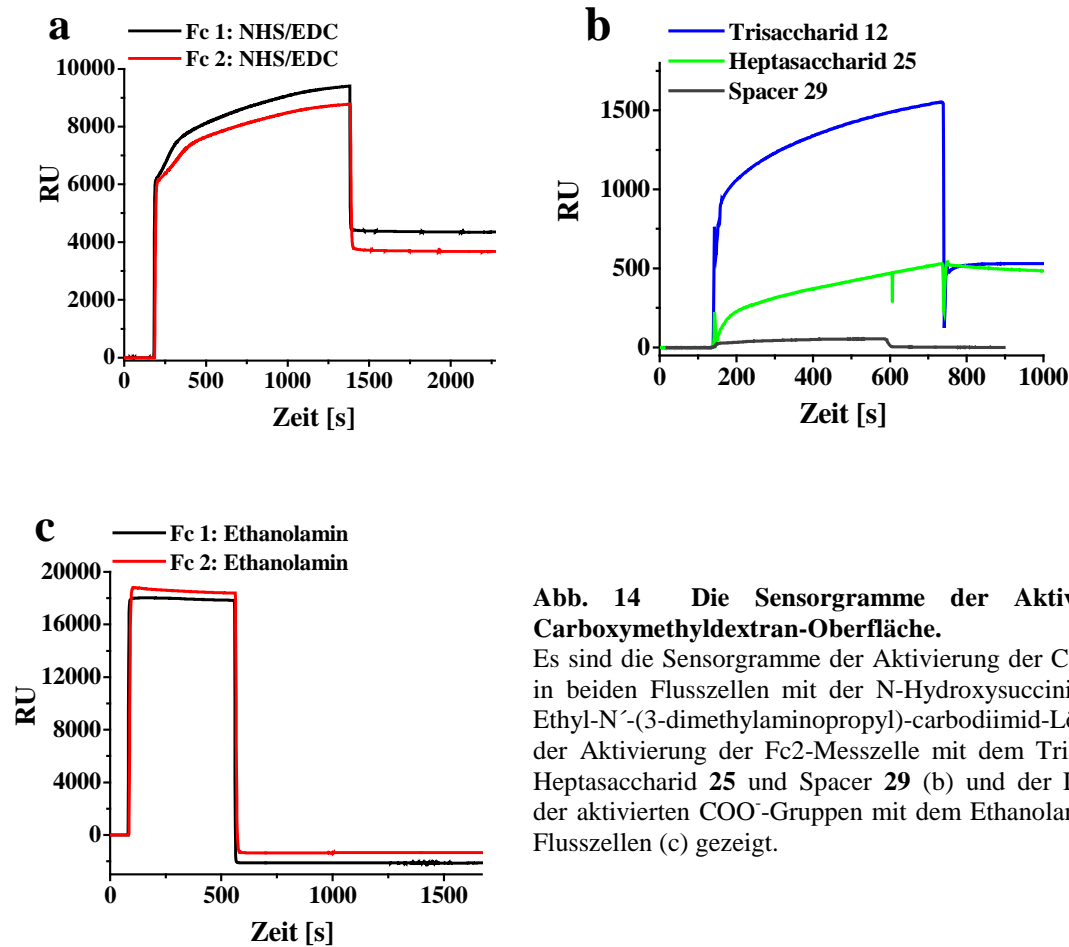 a
Fc 1: NHS/EDC
Fc 2: NHS/EDC
10000
8000
6000
4000
2000
0
RU
0 500 1000 1500 2000
Zeit [s]
b
Trisaccharid 12
Heptasaccharid 25
Spacer 29
1500
1000
500
0
RU
0 200 400 600 800 1000
Zeit [s]
c
Fc 1: Ethanolamin
Fc 2: Ethanolamin
20000
16000
12000
8000
4000
0
RU
0 500 1000 1500
Zeit [s]
Abb. 14 Die Sensorgramme der Aktiv
Carboxymethyldextran-Oberfläche.
Es sind die Sensorgramme der Aktivierung der C
in beiden Flusszellen mit der N-Hydroxysuccini
Ethyl-N´-(3-dimethylaminopropyl)-carbodiimid-Lö
der Aktivierung der Fc2-Messzelle mit dem Tri
Heptasaccharid 25 und Spacer 29 (b) und der
der aktivierten COO⁻-Gruppen mit dem Ethanolam
Flusszellen (c) gezeigt.